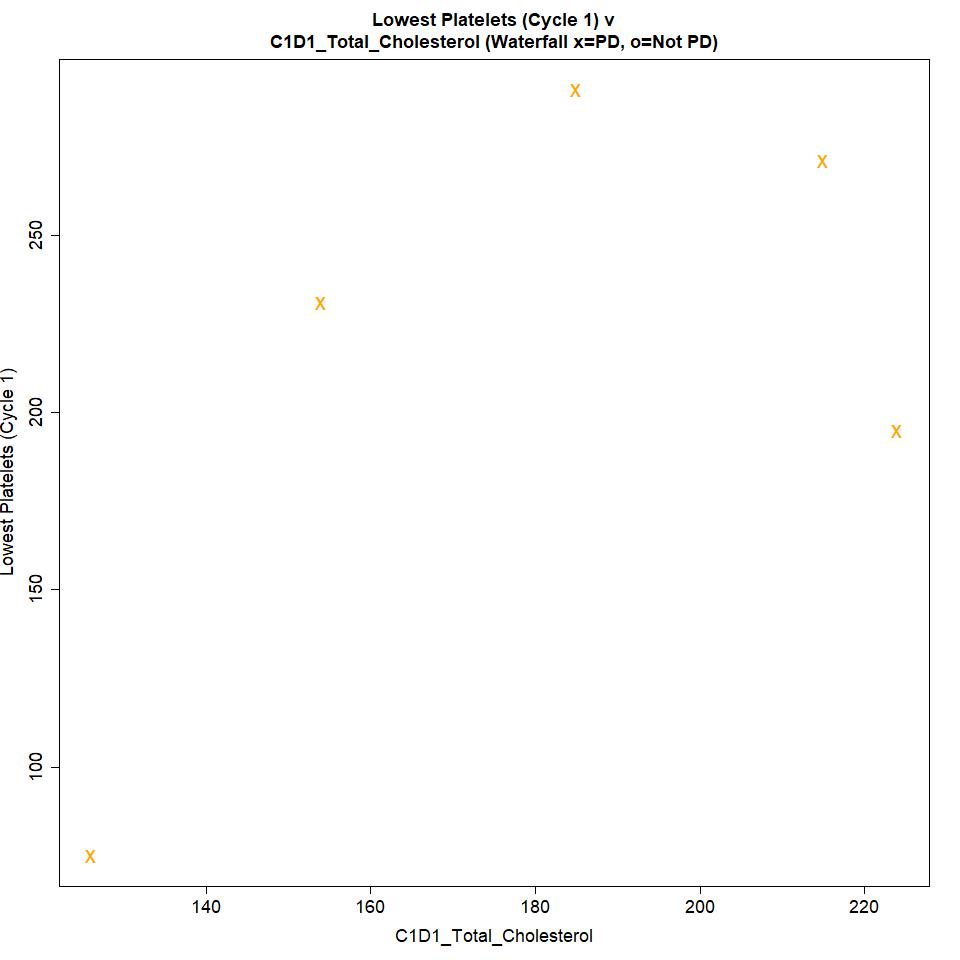 Lowest Platelets (Cycle 1) v
C1D1_Total_Cholesterol (Waterfall x=PD, o=Not PD)
Lowest Platelets (Cycle 1)
250
200
150
100
X
X
X
X
X
140
160
180
200
220
C1D1_Total_Cholesterol